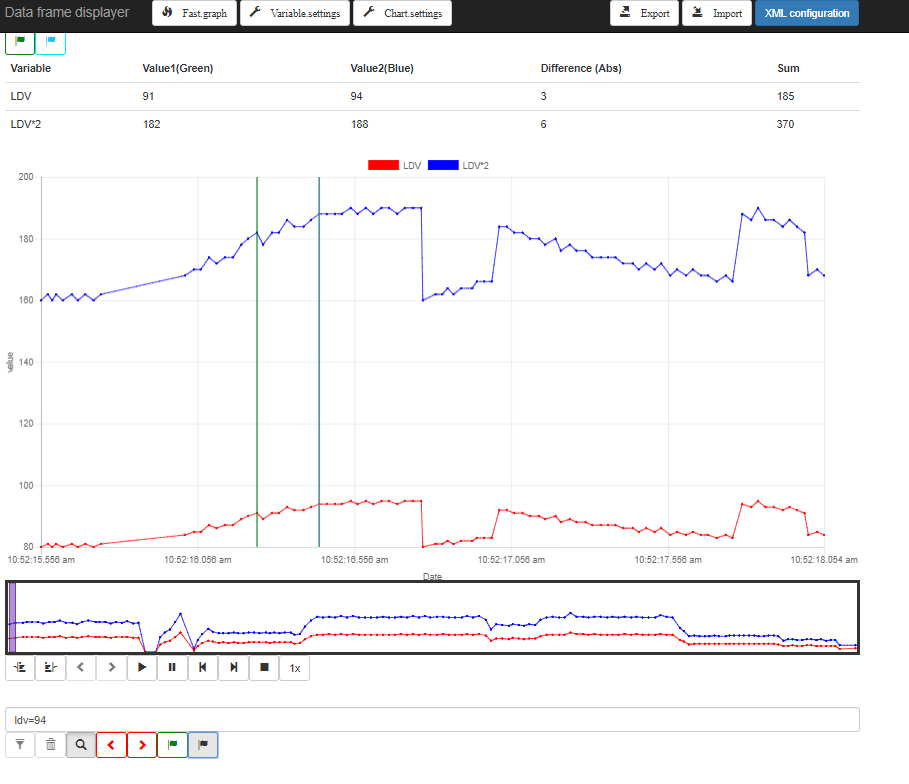 Data frame displayer Fast.graph Variable.settings Chart.settings Export Import XML configuration
Variable Value1(Green) Value2(Blue) Difference (Abs) Sum
LDV 91 94 3 185
LDV*2 182 188 6 370
LDV LDV*2
200
180
160
value
140
120
100
80
10:52:15.556 am 10:52:16.056 am 10:52:16.556 am 10:52:17.056 am 10:52:17.556 am 10:52:18.054 am
Date
1x
ldv=94